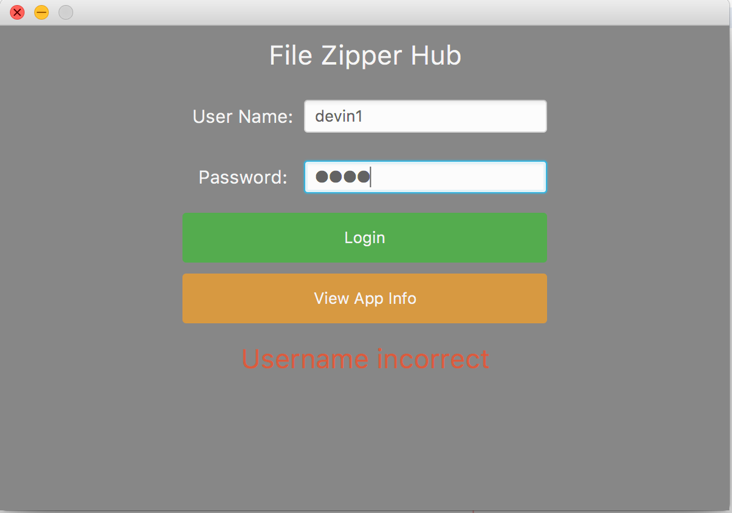 File Zipper Hub
User Name: devin1
Password: ●●●●
Login
View App Info
Username incorrect